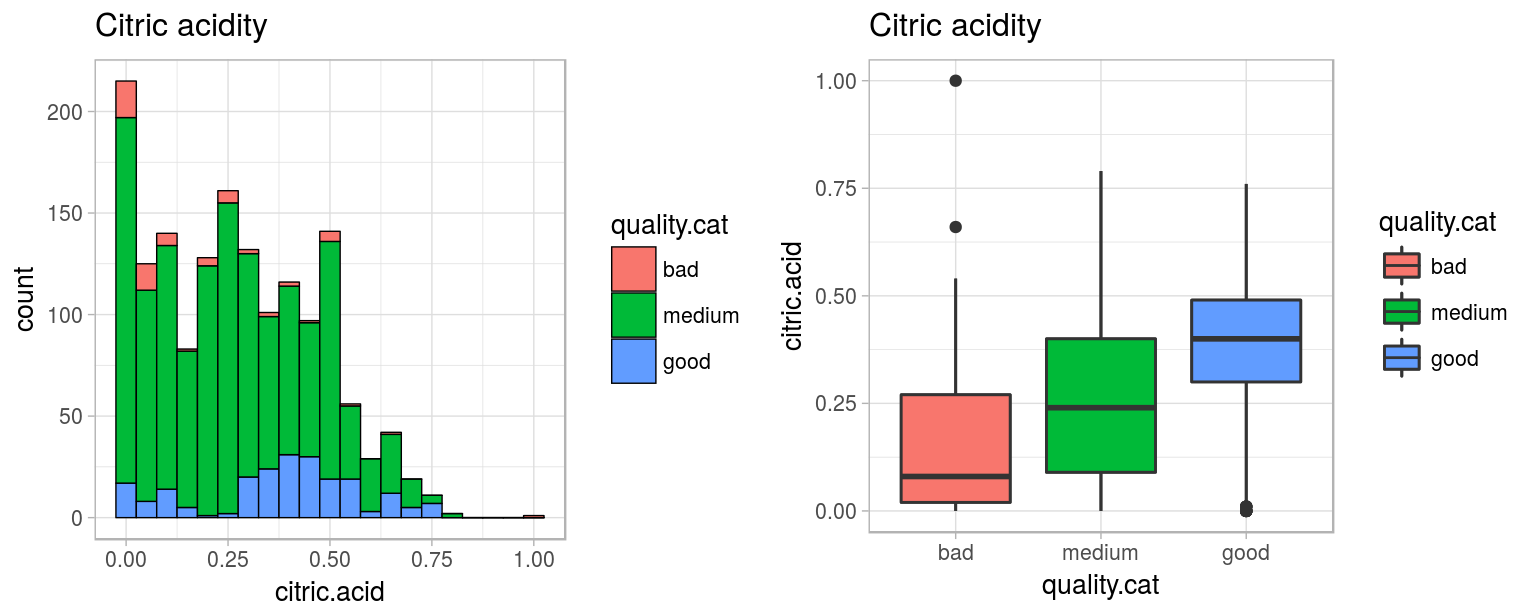 Citric acidity
count
200
150
100
50
0
0.00 0.25 0.50 0.75 1.00
citric.acid
quality.cat
bad
medium
good
Citric acidity
citric.acid
1.00
0.75
0.50
0.25
0.00
bad medium good
quality.cat
quality.cat
bad
medium
good